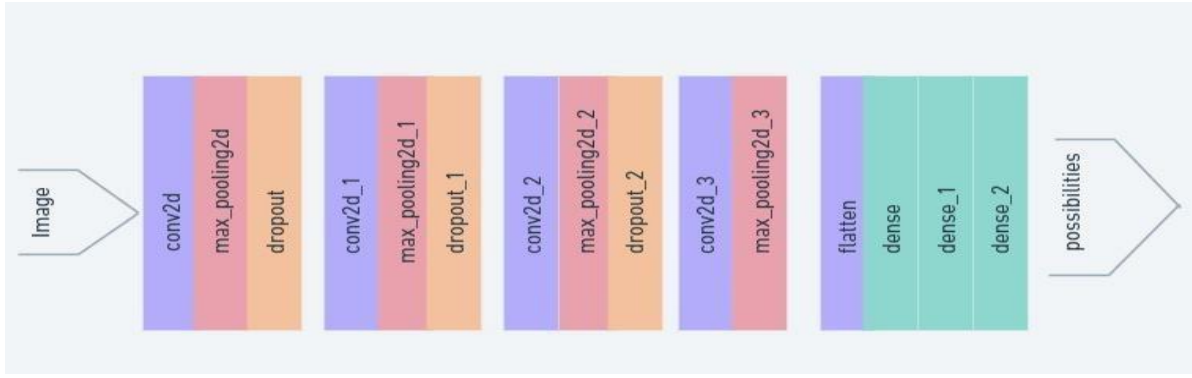 Image
conv2d
max_pooling2d
dropout
conv2d_1
max_pooling2d_1
dropout_1
conv2d_2
max_pooling2d_2
dropout_2
conv2d_3
max_pooling2d_3
flatten
dense
dense_1
dense_2
possibilities